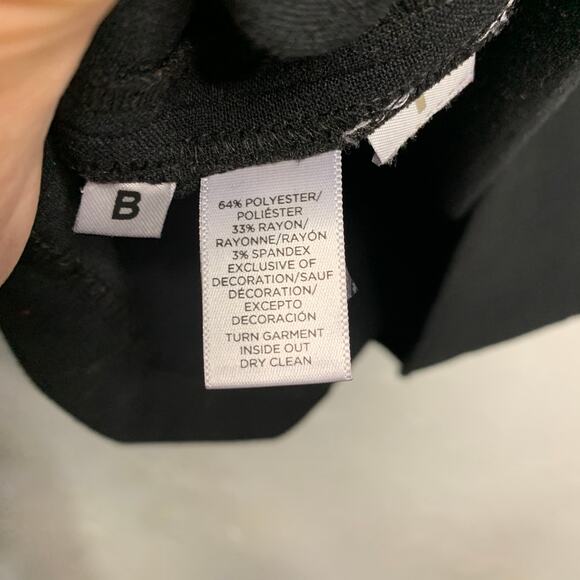 B
64% POLYESTER/
POLIÉSTER
33% RAYON/
RAYONNE/RAYÓN
3% SPANDEX
EXCLUSIVE OF
DECORATION/SAUF
DÉCORATION/
EXCEPTO
DECORACIÓN
TURN GARMENT
INSIDE OUT
DRY CLEAN